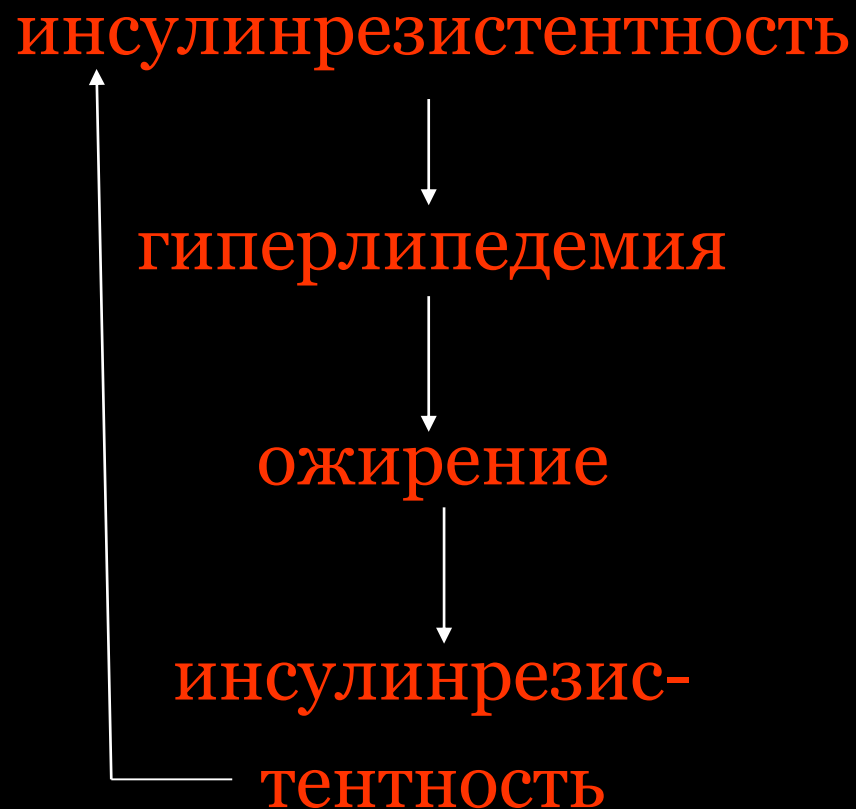 инсулинрезистентность
гиперлипедемия
ожирение
инсулинрезис-
тентность